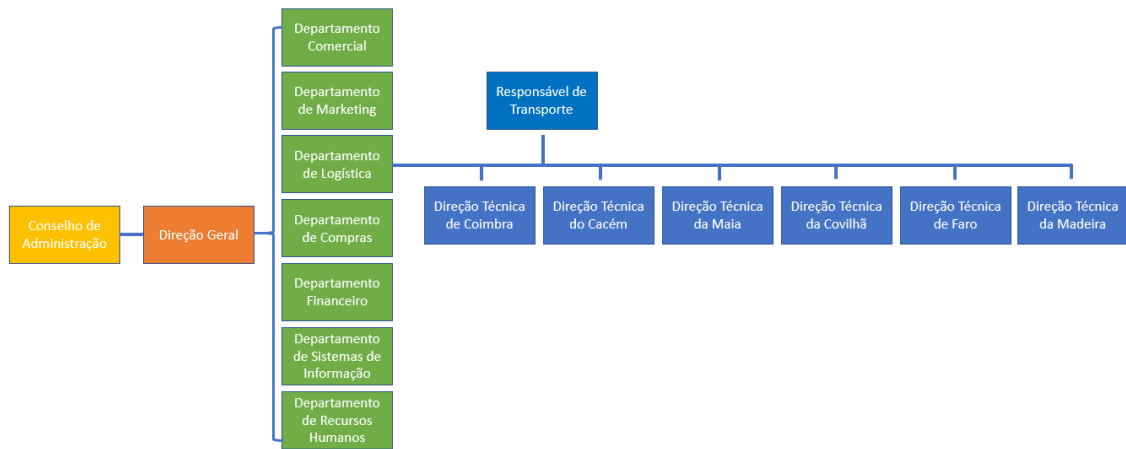 Conselho de
Administração
Direção Geral
Departamento
Comercial
Departamento
de Marketing
Departamento
de Logística
Departamento
de Compras
Departamento
Financeiro
Departamento
de Sistemas de
Informação
Departamento
de Recursos
Humanos
Responsável de
Transporte
Direção Técnica
de Coimbra
Direção Técnica
do Cacém
Direção Técnica
da Maia
Direção Técnica
da Covilhã
Direção Técnica
de Faro
Direção Técnica
da Madeira